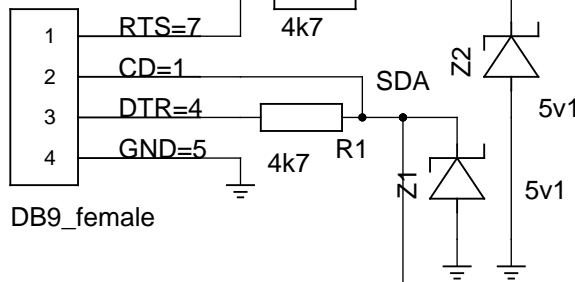 1 RTS=7
4k7
2 CD=1
SDA
Z2
3 DTR=4
5v1
4 GND=5
4k7
R1
Z1
5v1
DB9_female